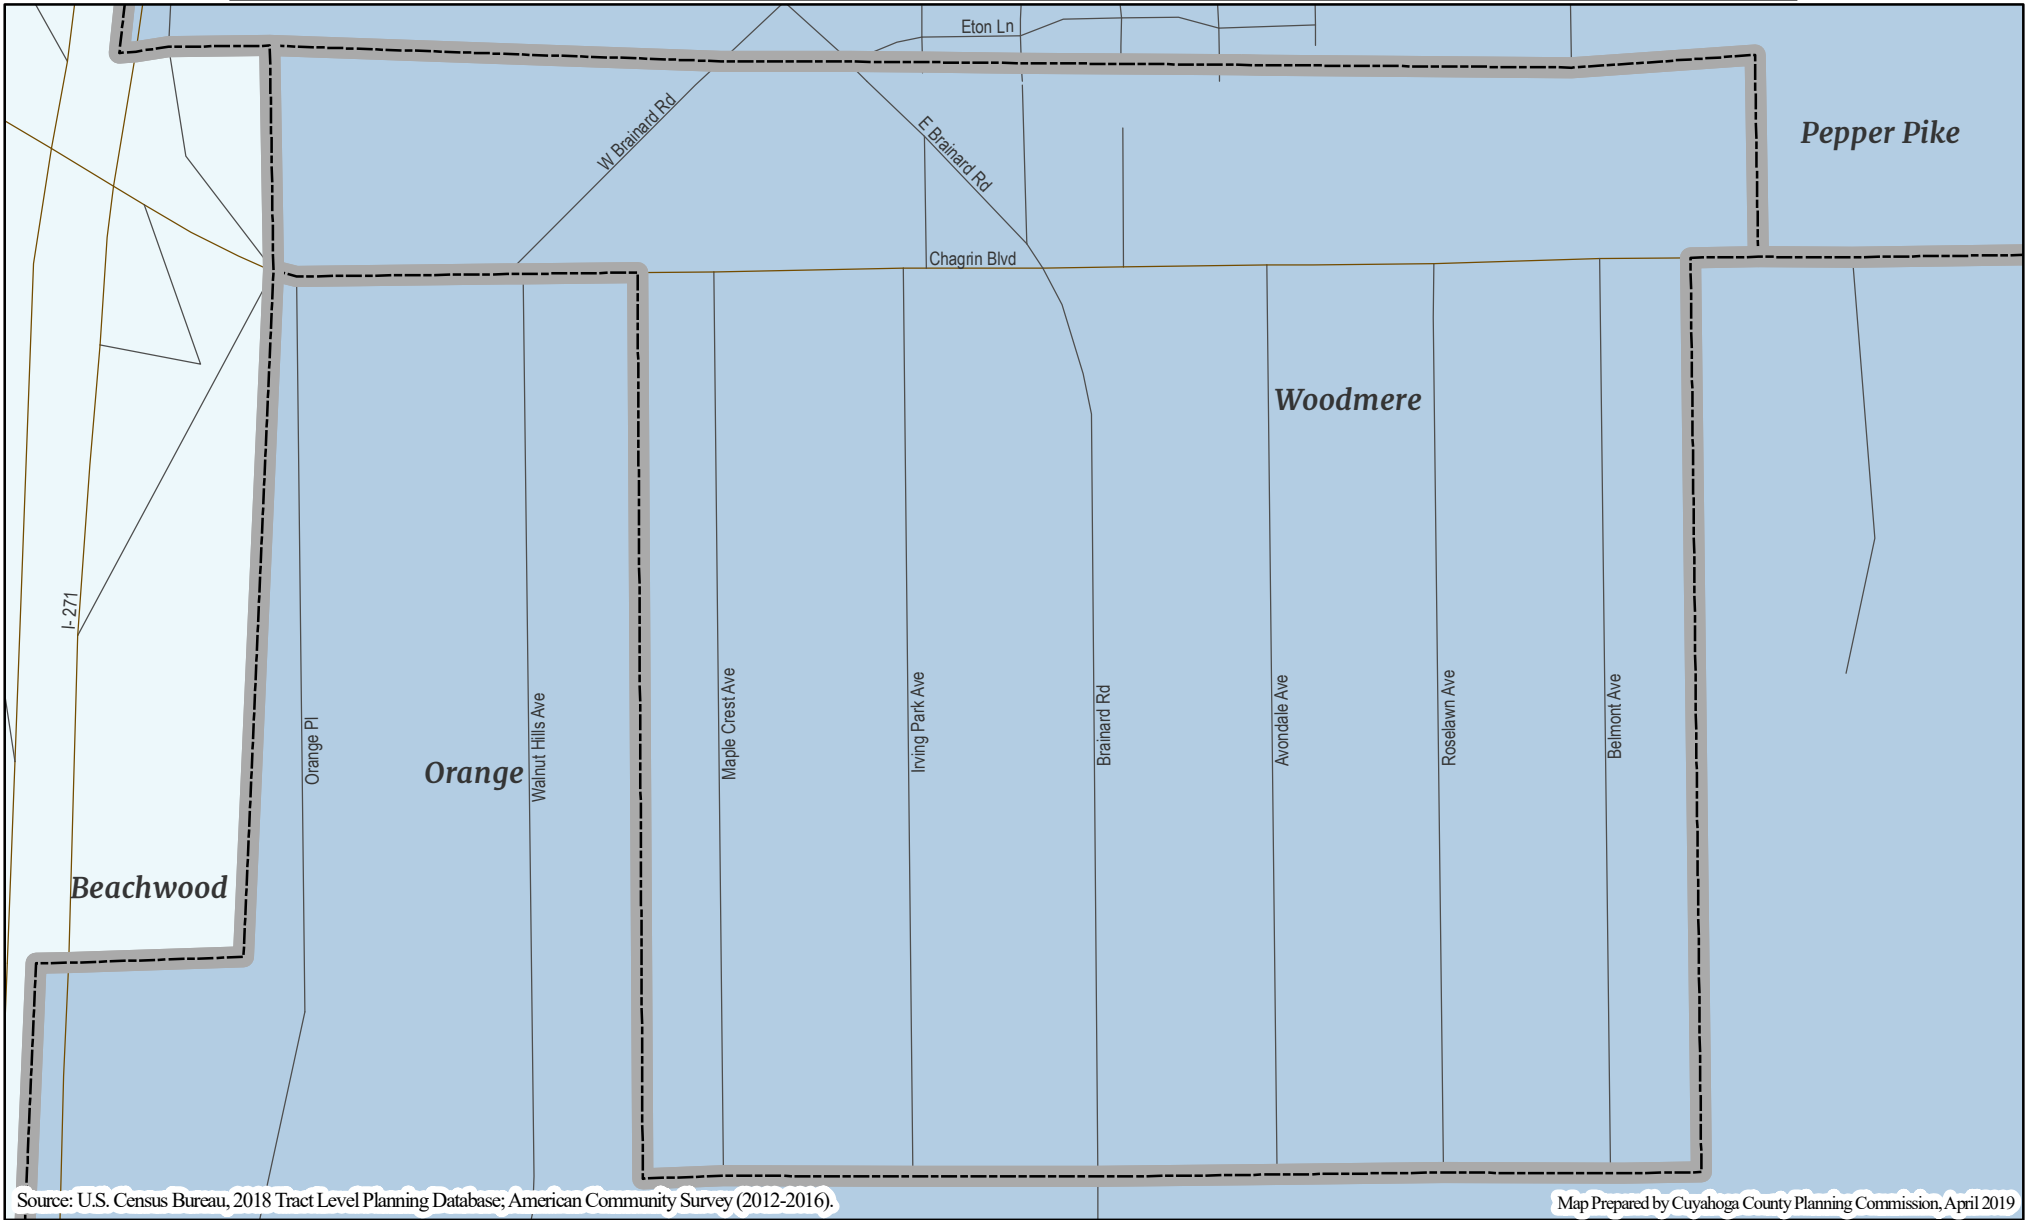 Eton Ln
W Brainard Rd
E Brainard Rd
Pepper Pike
Chagrin Blvd
Woodmere
I- 271
Orange Pl
Orange
Walnut Hills Ave
Maple Crest Ave
Irving Park Ave
Brainard Rd
Avondale Ave
Roselawn Ave
Belmont Ave
Beachwood
Source: U.S. Census Bureau, 2018 Tract Level Planning Database; American Community Survey (2012-2016).
Map Prepared by Cuyahoga County Planning Commission, April 2019